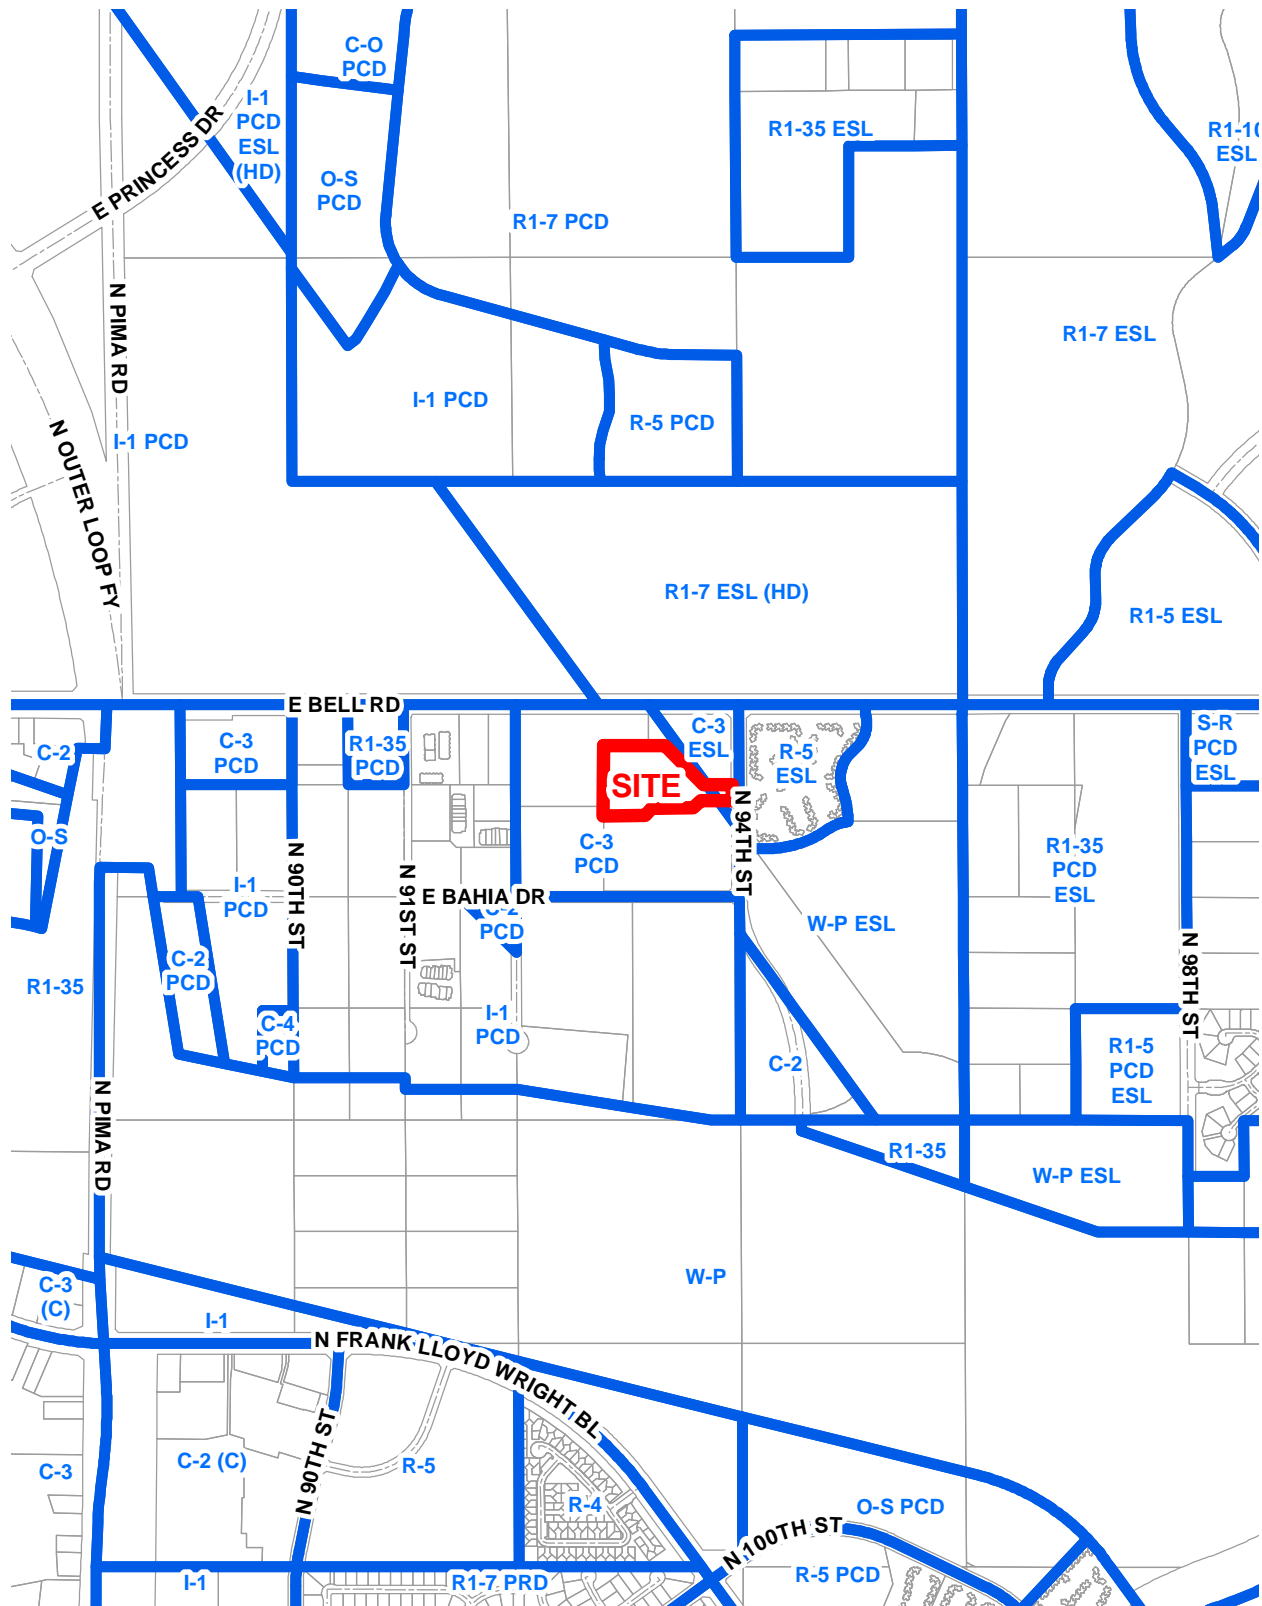 C-O
PCD
I-1
PCD
ESL
(HD)
E PRINCESS DR
O-S
PCD
R1-7 PCD
R1-35 ESL
R1-10
ESL
N PIMA RD
R1-7 ESL
I-1 PCD
R-5 PCD
I-1 PCD
N OUTER LOOP FY
R1-7 ESL (HD)
R1-5 ESL
E BELL RD
C-2
C-3
PCD
R1-35
PCD
C-3
ESL
R-5
ESL
S-R
PCD
ESL
SITE
N 94TH ST
O-S
C-3
PCD
R1-35
PCD
ESL
N 90TH ST
I-1
PCD
N 91ST ST
E BAHIA DR
C-2
PCD
W-P ESL
C-2
PCD
N 98TH ST
R1-35
C-4
PCD
I-1
PCD
C-2
R1-5
PCD
ESL
N PIMA RD
R1-35
W-P ESL
W-P
C-3
(C)
I-1
N FRANK LLOYD WRIGHT BL
N 90TH ST
C-3
C-2 (C)
R-5
R-4
O-S PCD
N 100TH ST
I-1
R1-7 PRD
R-5 PCD